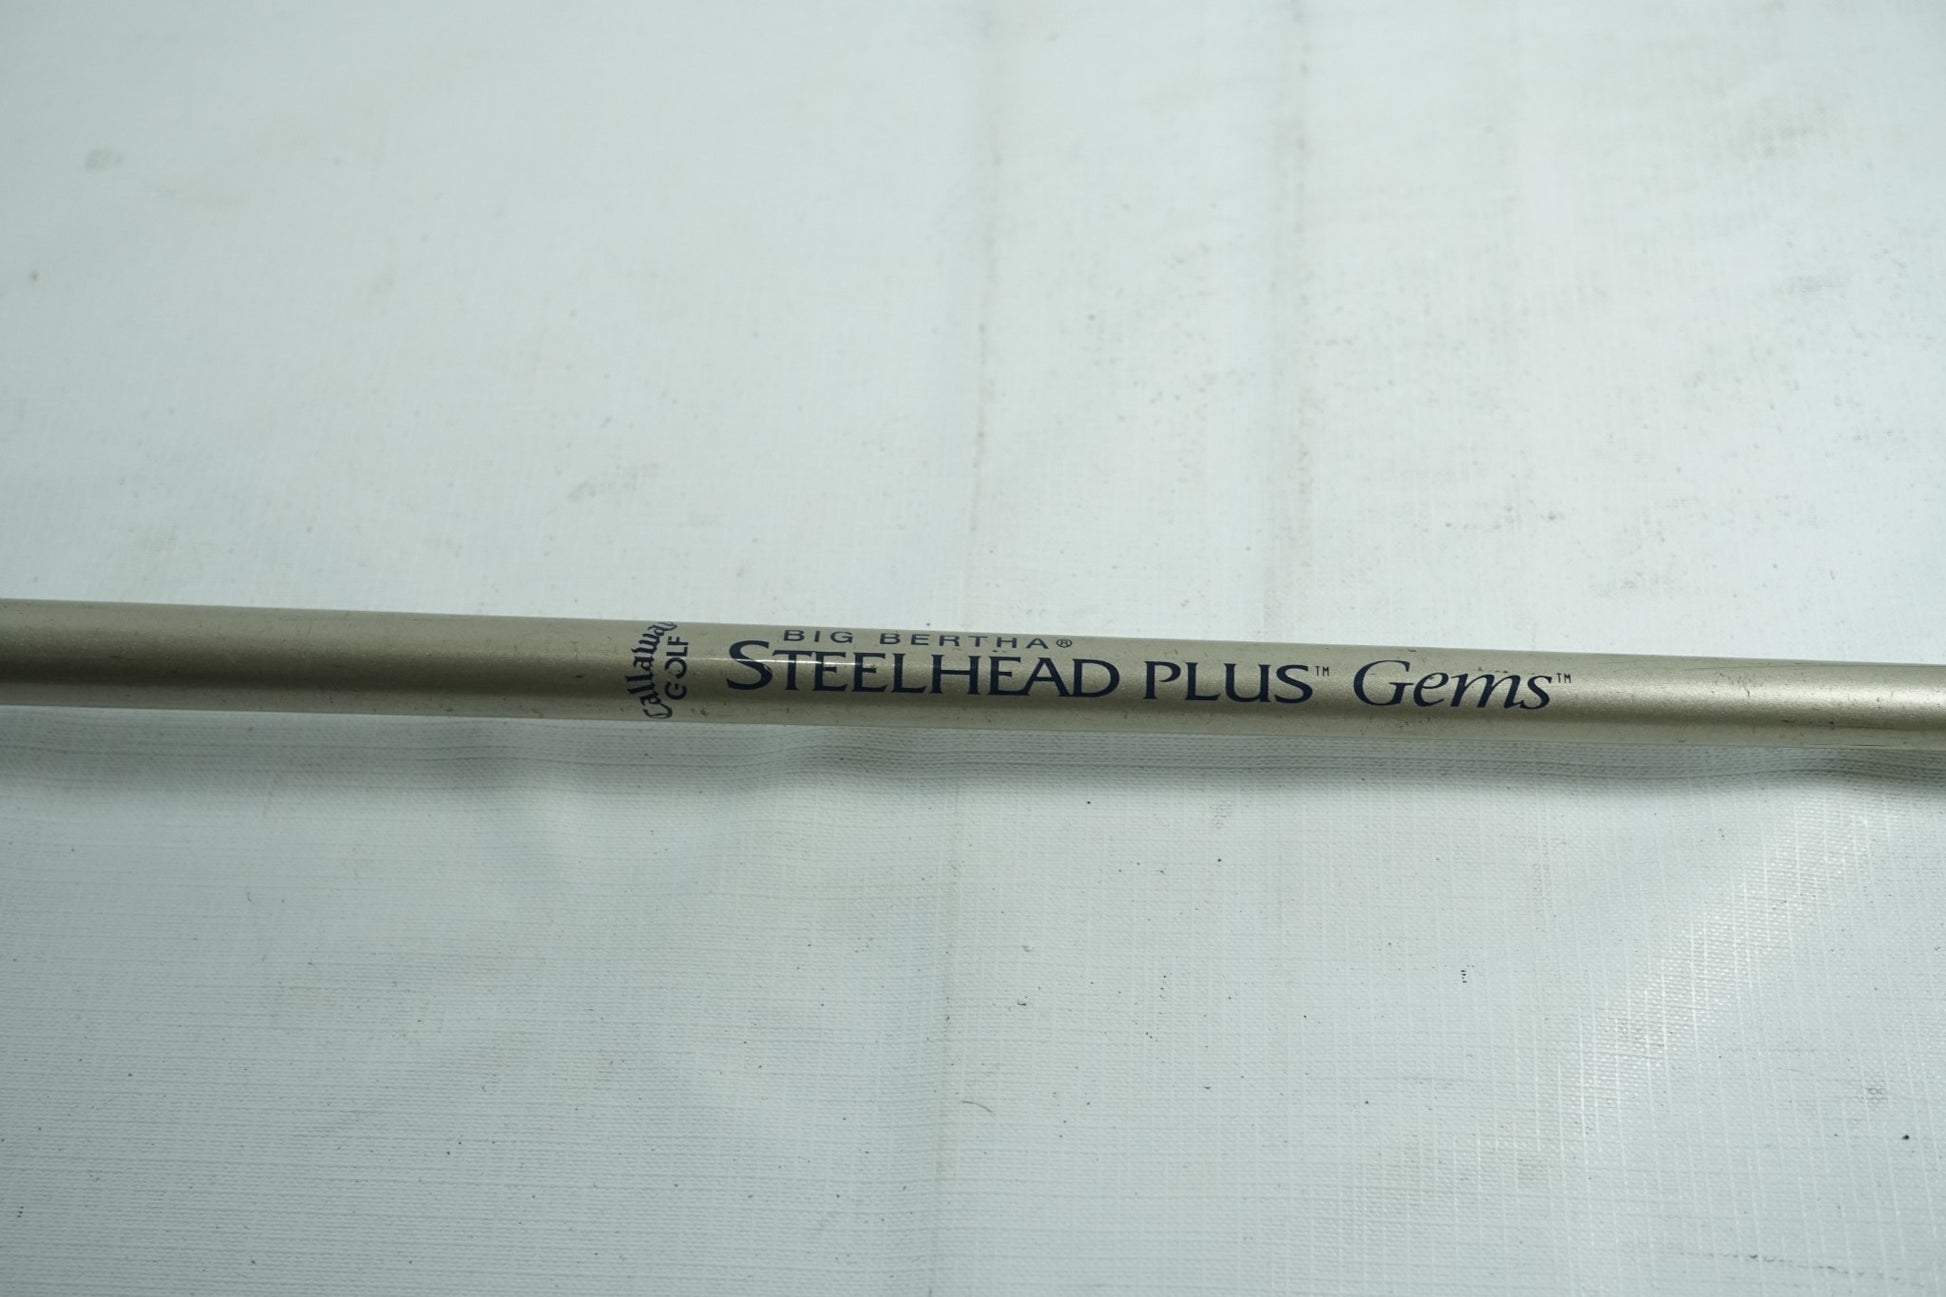 Callaway
GOLF
BIG BERTHA®
STEELHEAD PLUS™ Gems™